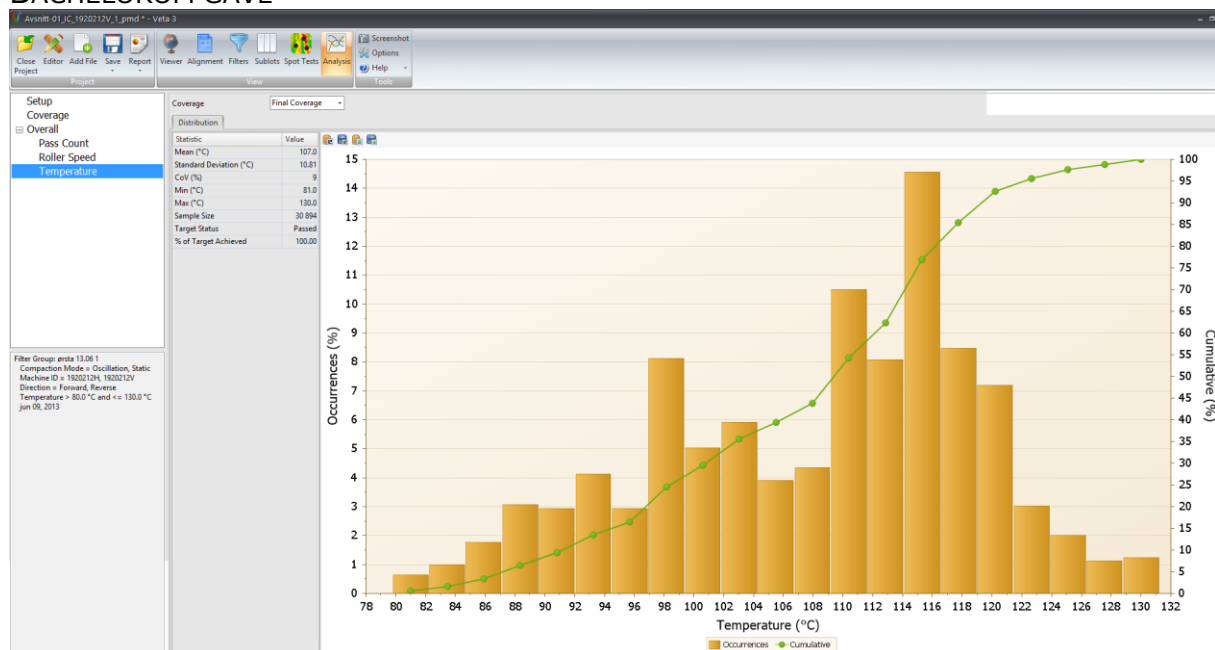 BACHELOROPPGAVE
Avsnitt-01_IC_1920212V_1_pmd * - Veta 3
Close Project Editor Add File Save Report Viewer Alignment Filters Sublots Spot Tests Analysis
Screenshot
Options
Help
Project View Tools
Setup
Coverage
Overall
Pass Count
Roller Speed
Temperature
Coverage Final Coverage
Distribution
Statistic Value
Mean (°C) 107.0
Standard Deviation (°C) 10.81
CoV (%) 9
Min (°C) 81.0
Max (°C) 130.0
Sample Size 30 894
Target Status Passed
% of Target Achieved 100.00
Filter Group: ørsta 13.06 1
Compaction Mode = Oscillation, Static
Machine ID = 1920212H, 1920212V
Direction = Forward, Reverse
Temperature > 80.0 °C and <= 130.0 °C
jun 09, 2013
Occurrences (%)
15
14
13
12
11
10
9
8
7
6
5
4
3
2
1
0
100
95
90
85
80
75
70
65
60
55
50
45
40
35
30
25
20
15
10
5
0
Cumulative (%)
78 80 82 84 86 88 90 92 94 96 98 100 102 104 106 108 110 112 114 116 118 120 122 124 126 128 130 132
Temperature (°C)
Occurrences Cumulative